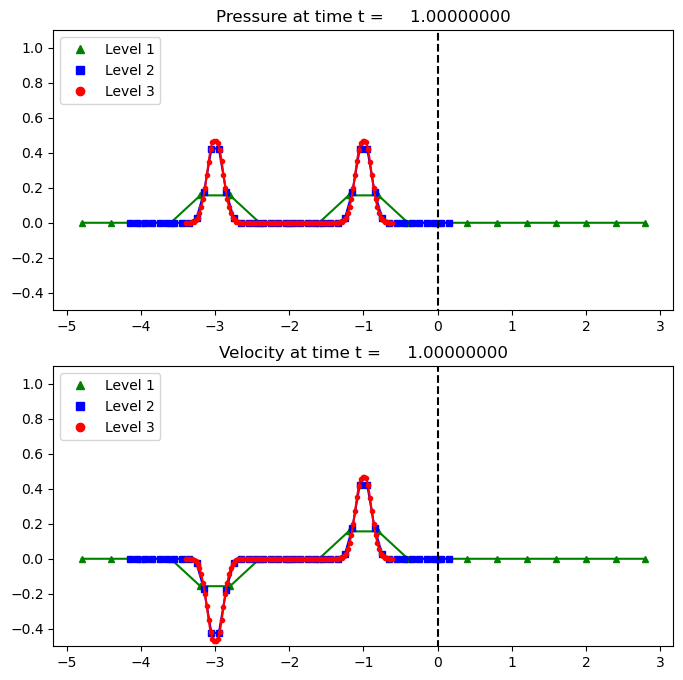 Pressure at time t = 1.00000000
Level 1
Level 2
Level 3
1.0
0.8
0.6
0.4
0.2
0.0
−0.2
−0.4
−5 −4 −3 −2 −1 0 1 2 3
Velocity at time t = 1.00000000
Level 1
Level 2
Level 3
1.0
0.8
0.6
0.4
0.2
0.0
−0.2
−0.4
−5 −4 −3 −2 −1 0 1 2 3